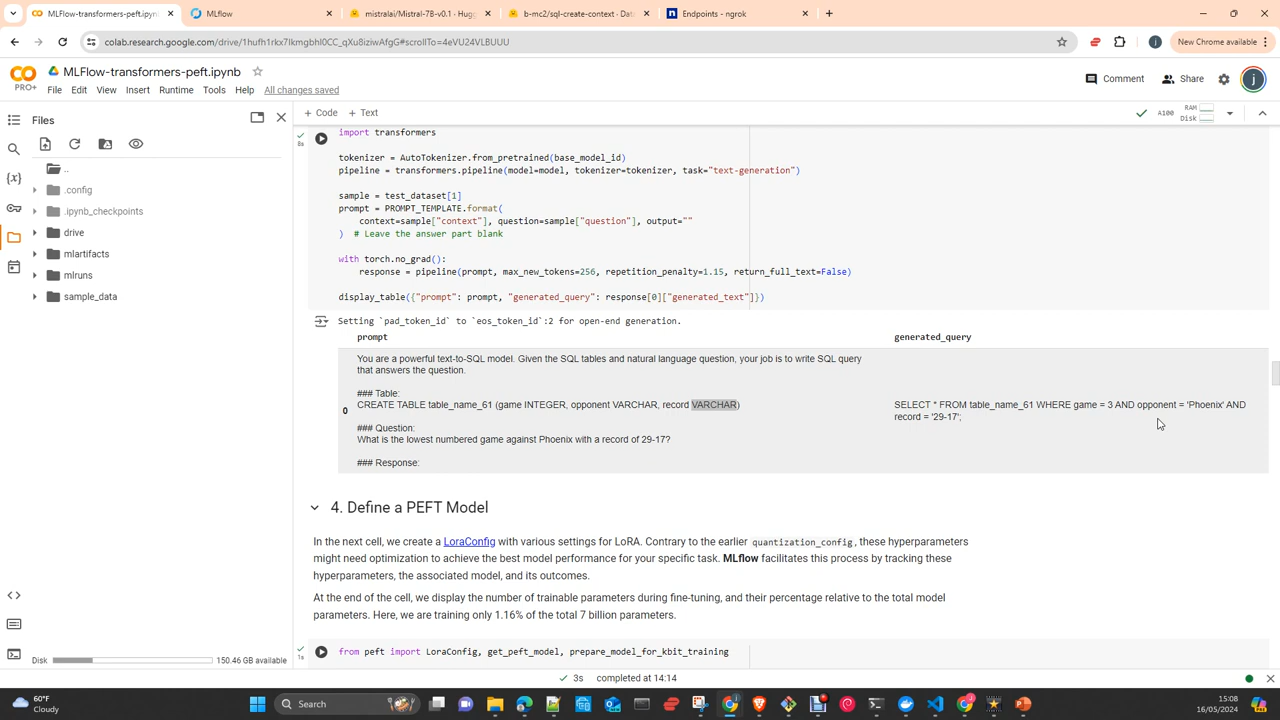 MLFlow-transformers-peft.ipynb
MLflow
mistralai/Mistral-7B-v0.1 - Hugg
b-mc2/sql-create-context - Data
Endpoints - ngrok
colab.research.google.com/drive/1hufh1rkx7lkmgbhl0CC_qXu8iziwAfgG#scrollTo=4eVU24VLBUUU
New Chrome available
MLFlow-transformers-peft.ipynb
PRO+
File Edit View Insert Runtime Tools Help All changes saved
Comment
Share
j
Files
+ Code + Text
A100
RAM
Disk
..
.config
.ipynb_checkpoints
drive
mlartifacts
mlruns
sample_data
8s
import transformers
tokenizer = AutoTokenizer.from_pretrained(base_model_id)
pipeline = transformers.pipeline(model=model, tokenizer=tokenizer, task="text-generation")
sample = test_dataset[1]
prompt = PROMPT_TEMPLATE.format(
context=sample["context"], question=sample["question"], output=""
) # Leave the answer part blank
with torch.no_grad():
response = pipeline(prompt, max_new_tokens=256, repetition_penalty=1.15, return_full_text=False)
display_table({"prompt": prompt, "generated_query": response[0]["generated_text"]})
Setting `pad_token_id` to `eos_token_id`:2 for open-end generation.
prompt generated_query
You are a powerful text-to-SQL model. Given the SQL tables and natural language question, your job is to write SQL query
that answers the question.
### Table:
0 CREATE TABLE table_name_61 (game INTEGER, opponent VARCHAR, record VARCHAR)
### Question:
What is the lowest numbered game against Phoenix with a record of 29-17?
### Response:
SELECT * FROM table_name_61 WHERE game = 3 AND opponent = 'Phoenix' AND
record = '29-17';
4. Define a PEFT Model
In the next cell, we create a LoraConfig with various settings for LoRA. Contrary to the earlier quantization_config, these hyperparameters
might need optimization to achieve the best model performance for your specific task. MLflow facilitates this process by tracking these
hyperparameters, the associated model, and its outcomes.
At the end of the cell, we display the number of trainable parameters during fine-tuning, and their percentage relative to the total model
parameters. Here, we are training only 1.16% of the total 7 billion parameters.
1s
from peft import LoraConfig, get_peft_model, prepare_model_for_kbit_training
Disk 150.46 GB available
3s completed at 14:14
60°F
Cloudy
Search
15:08
16/05/2024